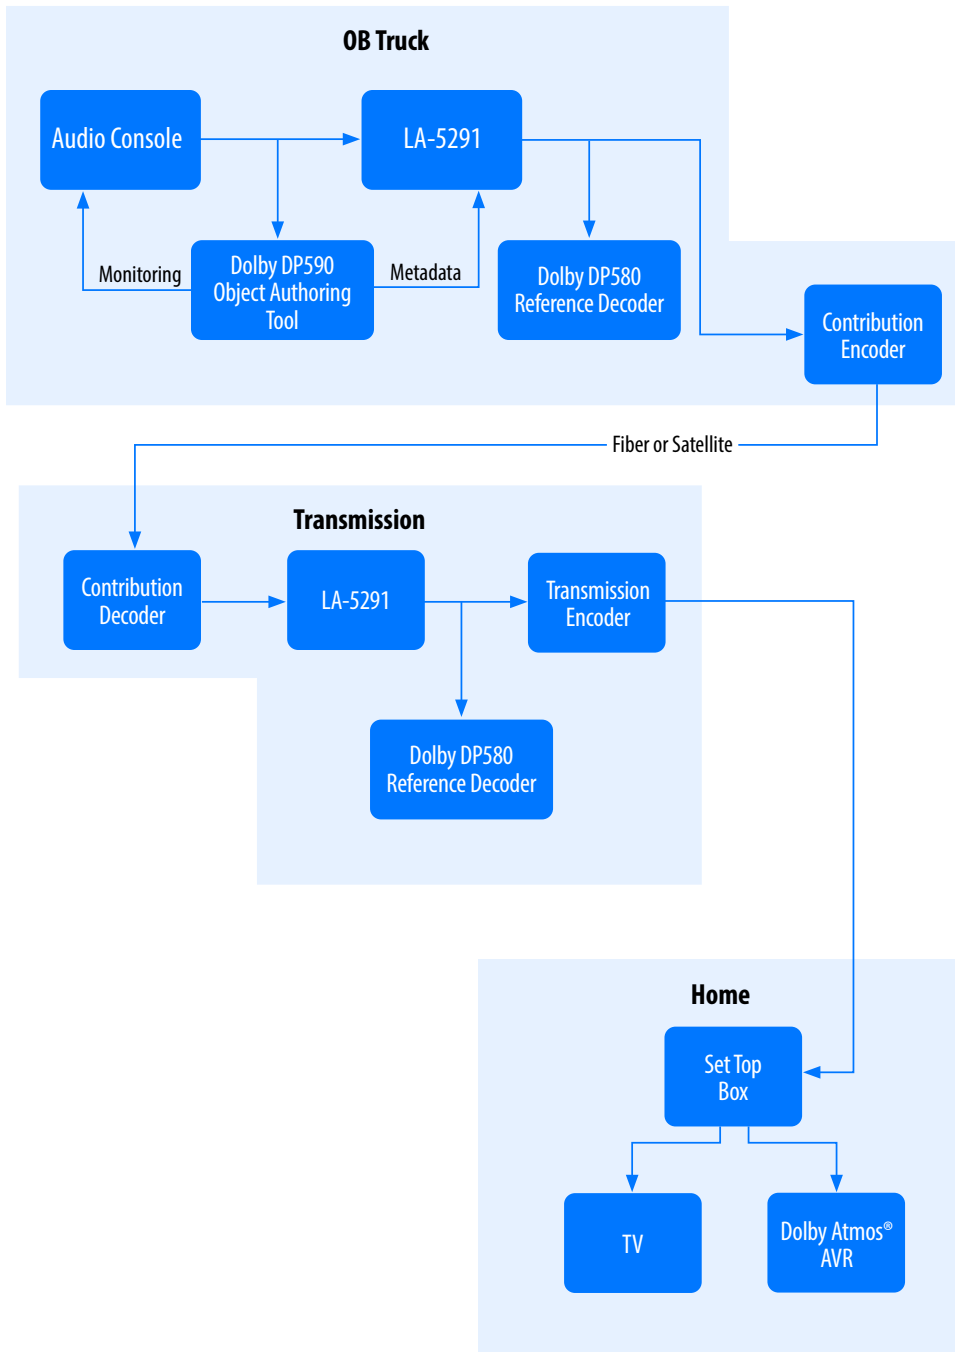 OB Truck
Audio Console
LA-5291
Monitoring
Dolby DP590
Object Authoring
Tool
Metadata
Dolby DP580
Reference Decoder
Contribution
Encoder
Fiber or Satellite
Transmission
Contribution
Decoder
LA-5291
Transmission
Encoder
Dolby DP580
Reference Decoder
Home
Set Top
Box
TV
Dolby Atmos®
AVR